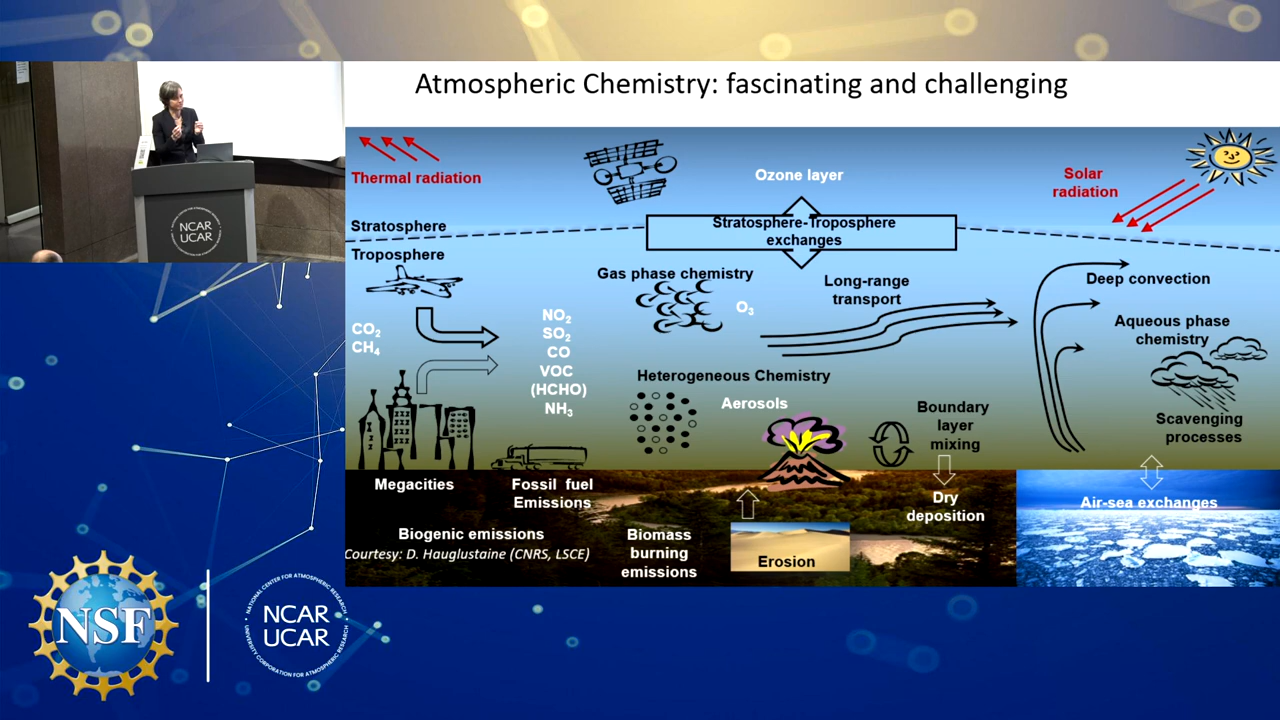 Atmospheric Chemistry: fascinating and challenging
Thermal radiation
Ozone layer
Solar
radiation
Stratosphere
Stratosphere-Troposphere
exchanges
Troposphere
Gas phase chemistry
O3
Long-range
transport
Deep convection
CO2
CH4
NO2
SO2
CO
VOC
(HCHO)
NH3
Aqueous phase
chemistry
Heterogeneous Chemistry
Aerosols
Boundary
layer
mixing
Scavenging
processes
Megacities
Fossil fuel
Emissions
Dry
deposition
Air-sea exchanges
Biogenic emissions
Courtesy: D. Hauglustaine (CNRS, LSCE)
Biomass
burning
emissions
Erosion
NCAR
UCAR
NSF
NATIONAL CENTER FOR ATMOSPHERIC RESEARCH
NCAR
UCAR
UNIVERSITY CORPORATION FOR ATMOSPHERIC RESEARCH